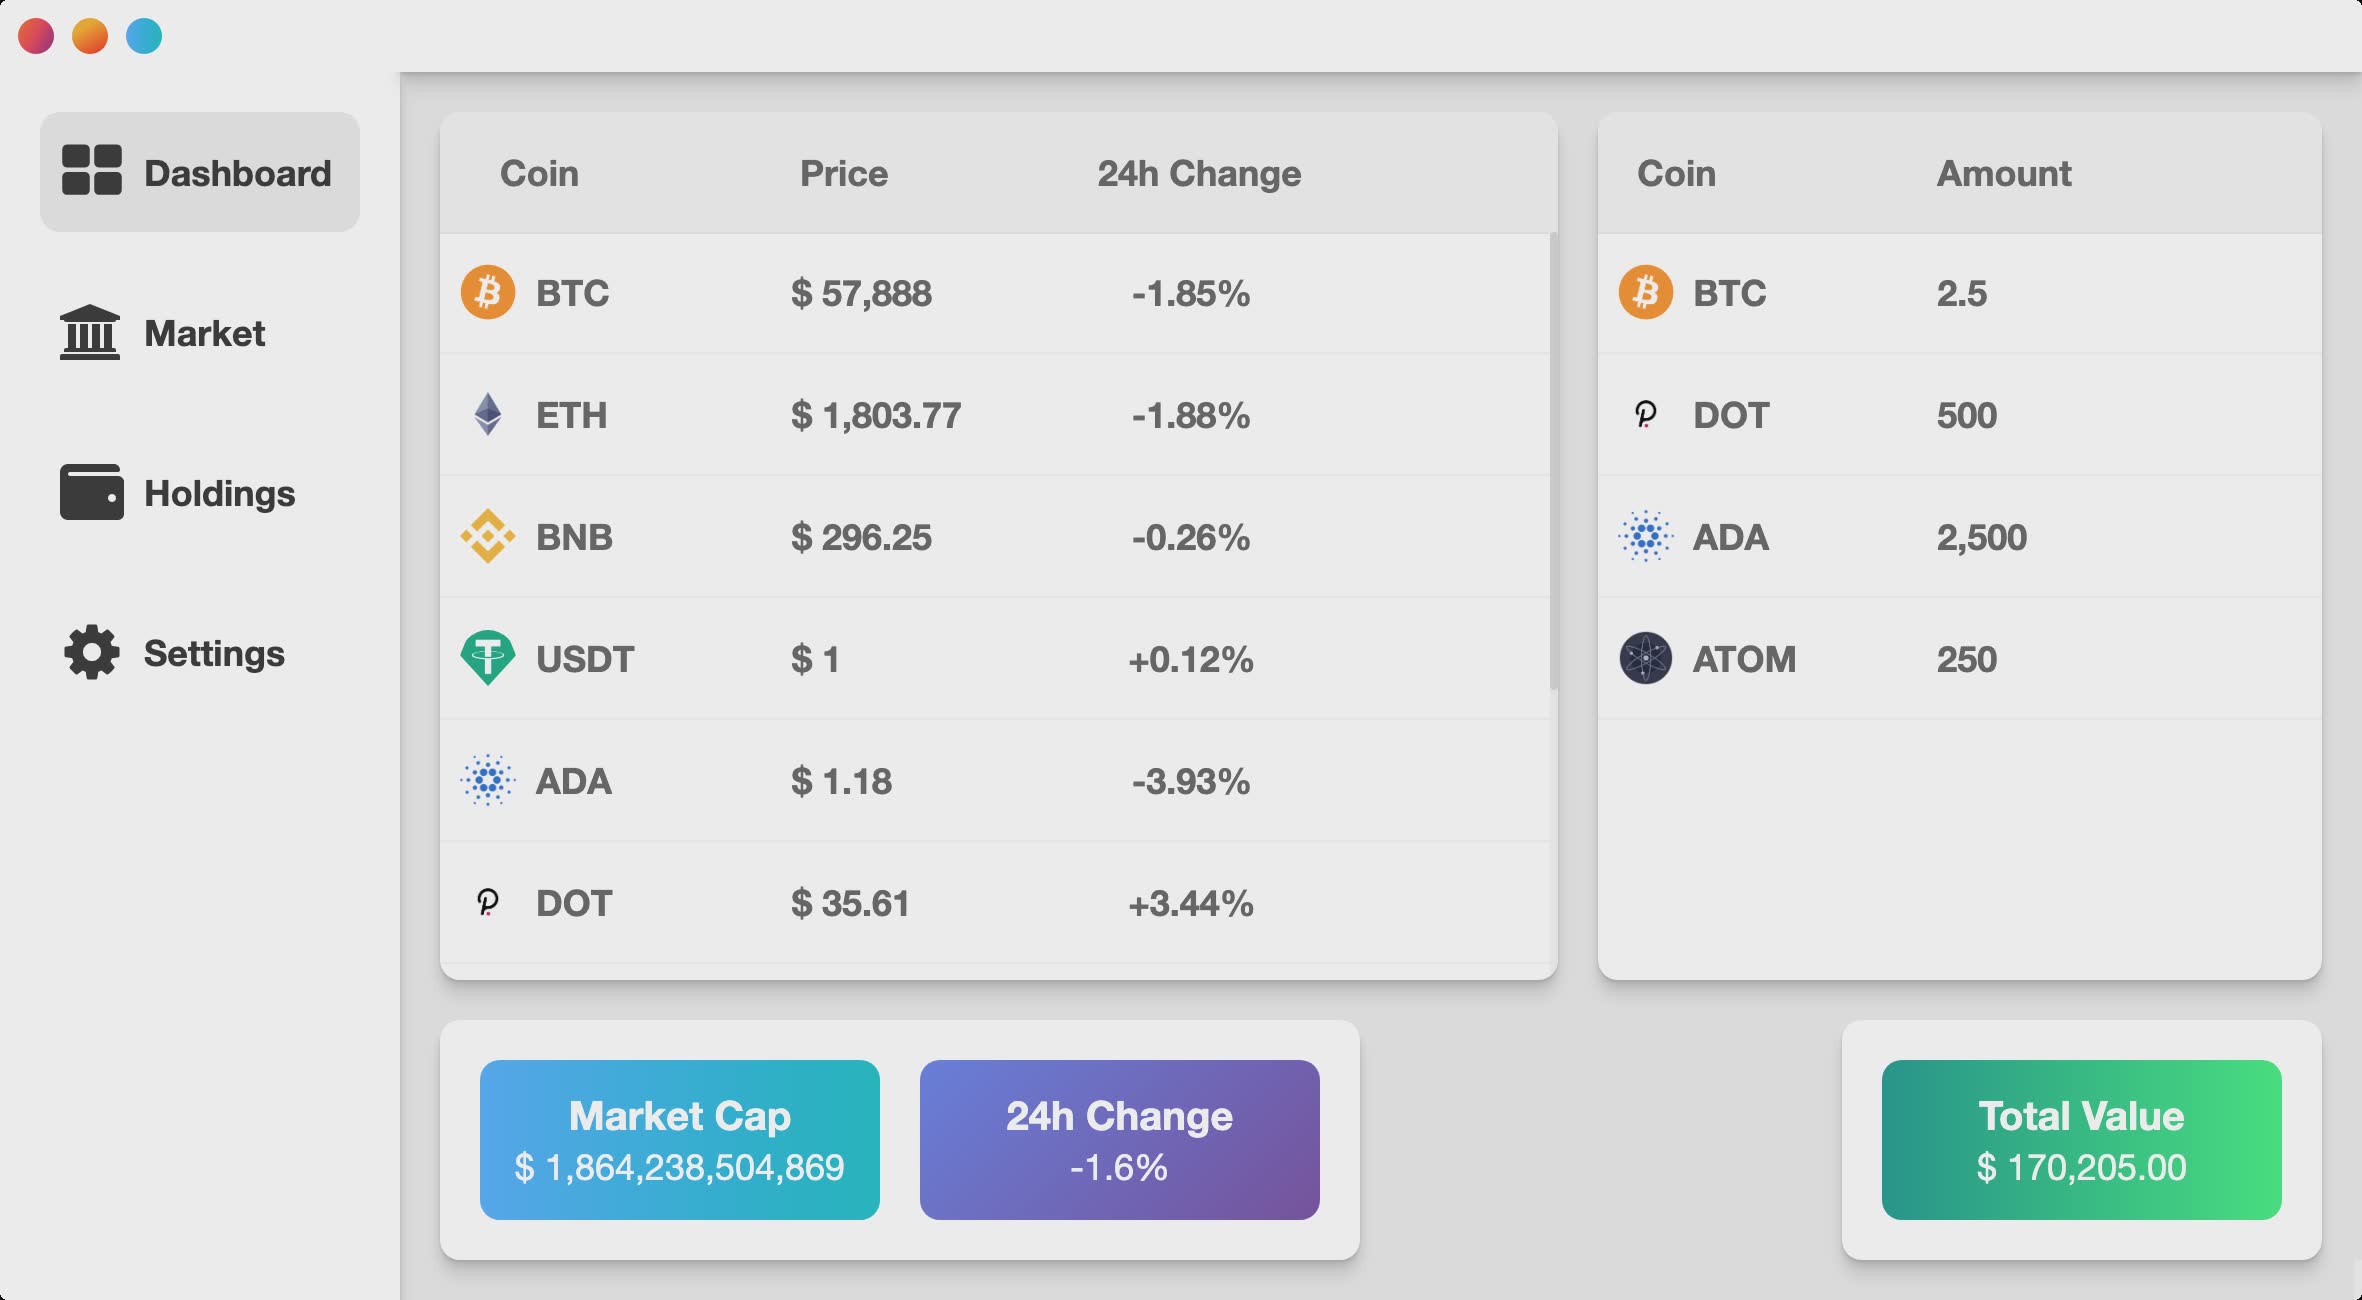 Dashboard
Market
Holdings
Settings
Coin Price 24h Change
BTC $ 57,888 -1.85%
ETH $ 1,803.77 -1.88%
BNB $ 296.25 -0.26%
USDT $ 1 +0.12%
ADA $ 1.18 -3.93%
DOT $ 35.61 +3.44%
Coin Amount
BTC 2.5
DOT 500
ADA 2,500
ATOM 250
Market Cap
$ 1,864,238,504,869
24h Change
-1.6%
Total Value
$ 170,205.00